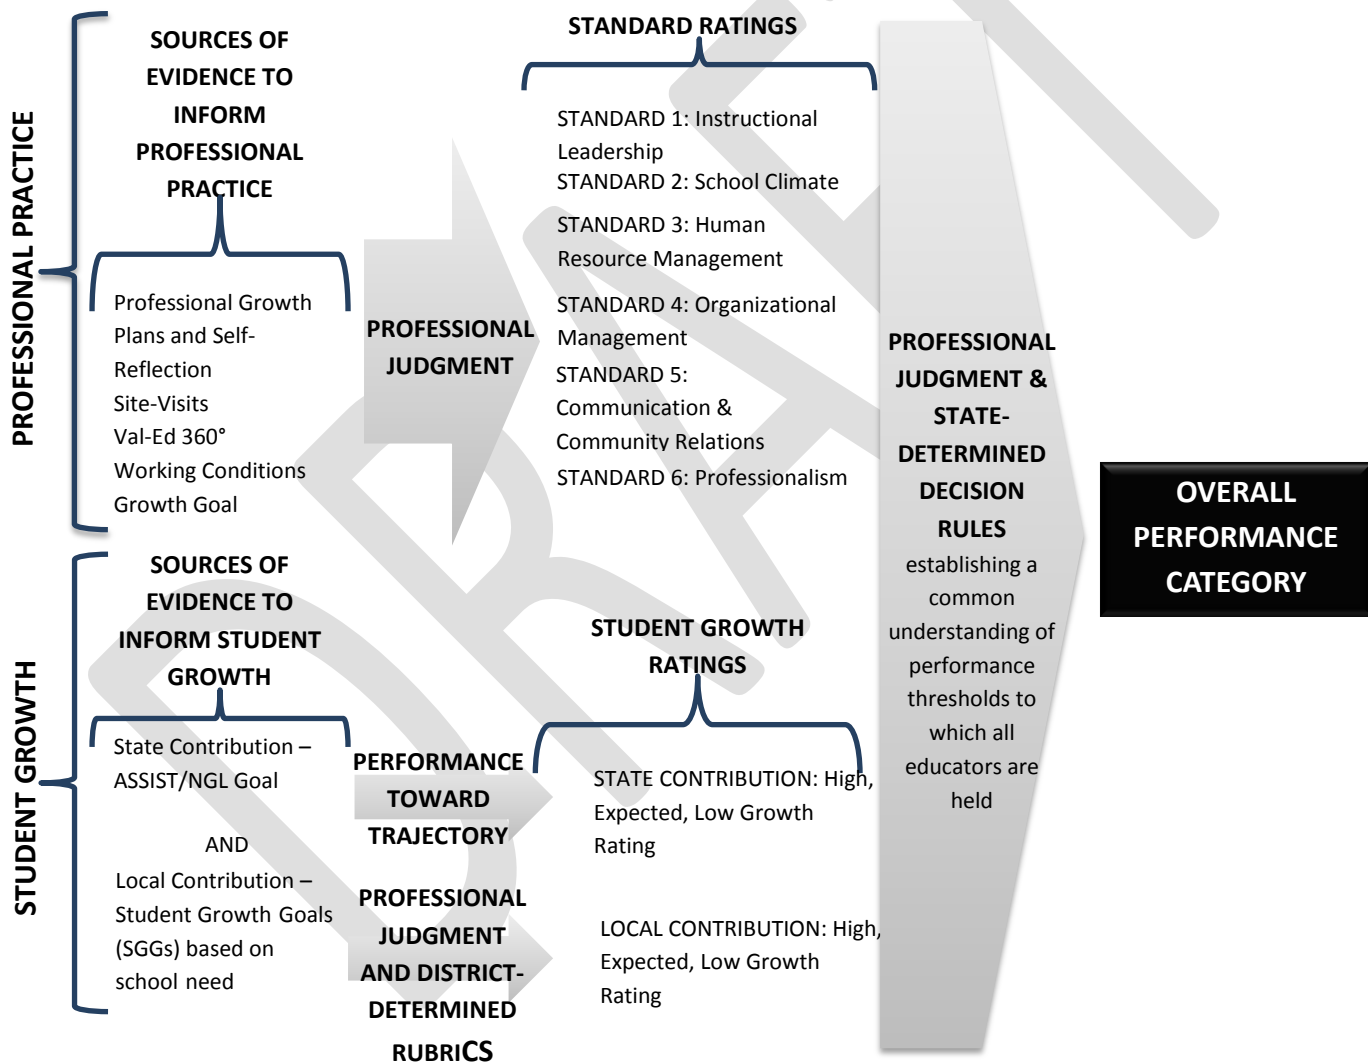 PROFESSIONAL PRACTICE
SOURCES OF
EVIDENCE TO
INFORM
PROFESSIONAL
PRACTICE
Professional Growth
Plans and Self-
Reflection
Site-Visits
Val-Ed 360°
Working Conditions
Growth Goal
PROFESSIONAL
JUDGMENT
STANDARD RATINGS
STANDARD 1: Instructional
Leadership
STANDARD 2: School Climate
STANDARD 3: Human
Resource Management
STANDARD 4: Organizational
Management
STANDARD 5:
Communication &
Community Relations
STANDARD 6: Professionalism
STUDENT GROWTH
SOURCES OF
EVIDENCE TO
INFORM STUDENT
GROWTH
State Contribution –
ASSIST/NGL Goal
AND
Local Contribution –
Student Growth Goals
(SGGs) based on
school need
PERFORMANCE
TOWARD
TRAJECTORY
PROFESSIONAL
JUDGMENT
AND DISTRICT-
DETERMINED
RUBRICS
STUDENT GROWTH
RATINGS
STATE CONTRIBUTION: High,
Expected, Low Growth
Rating
LOCAL CONTRIBUTION: High,
Expected, Low Growth
Rating
PROFESSIONAL
JUDGMENT &
STATE-
DETERMINED
DECISION
RULES
establishing a
common
understanding of
performance
thresholds to
which all
educators are
held
OVERALL
PERFORMANCE
CATEGORY
DRAFT